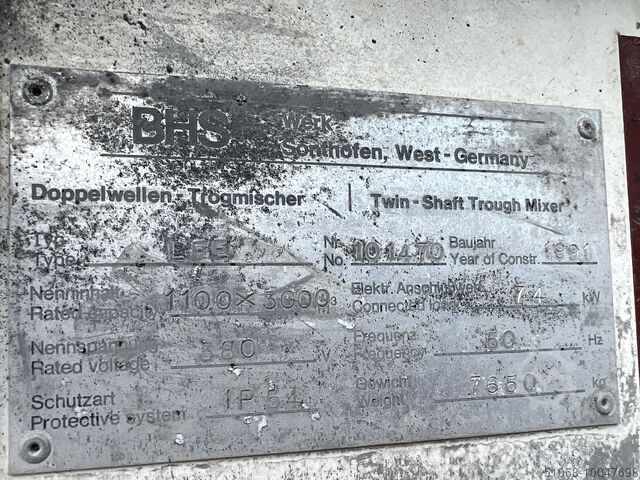 BHS Werk
Sonthofen, West-Germany
Doppelwellen-Trogmischer | Twin-Shaft Trough Mixer
Typ
Type
Nr. 101470 Baujahr 1991
No Year of Constr.
Nenninhalt 1100 × 3000
Rated capacity
Elektr. Anschlußwert 74 kW
Connected load
Nennspannung 380 V
Rated voltage
Frequenz 50 Hz
Frequency
Schutzart IP 54
Protective system
Gewicht 7650 kg
Weight
51068-10047698